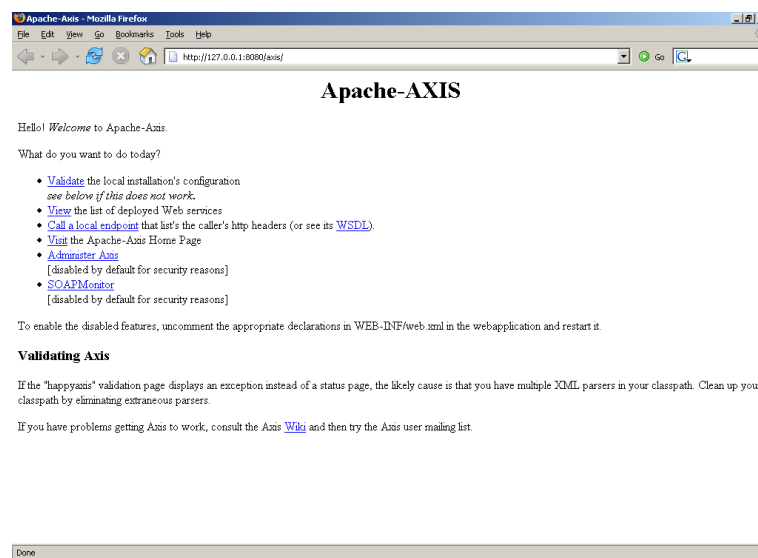 Apache-Axis - Mozilla Firefox
File Edit View Go Bookmarks Tools Help
http://127.0.0.1:8080/axis/ Go G
Apache-AXIS
Hello! Welcome to Apache-Axis.
What do you want to do today?
Validate the local installation's configuration
see below if this does not work.
View the list of deployed Web services
Call a local endpoint that list's the caller's http headers (or see its WSDL).
Visit the Apache-Axis Home Page
Administer Axis
[disabled by default for security reasons]
SOAPMonitor
[disabled by default for security reasons]
To enable the disabled features, uncomment the appropriate declarations in WEB-INF/web.xml in the webapplication and restart it.
Validating Axis
If the "happyaxis" validation page displays an exception instead of a status page, the likely cause is that you have multiple XML parsers in your classpath. Clean up you
classpath by eliminating extraneous parsers.
If you have problems getting Axis to work, consult the Axis Wiki and then try the Axis user mailing list.
Done